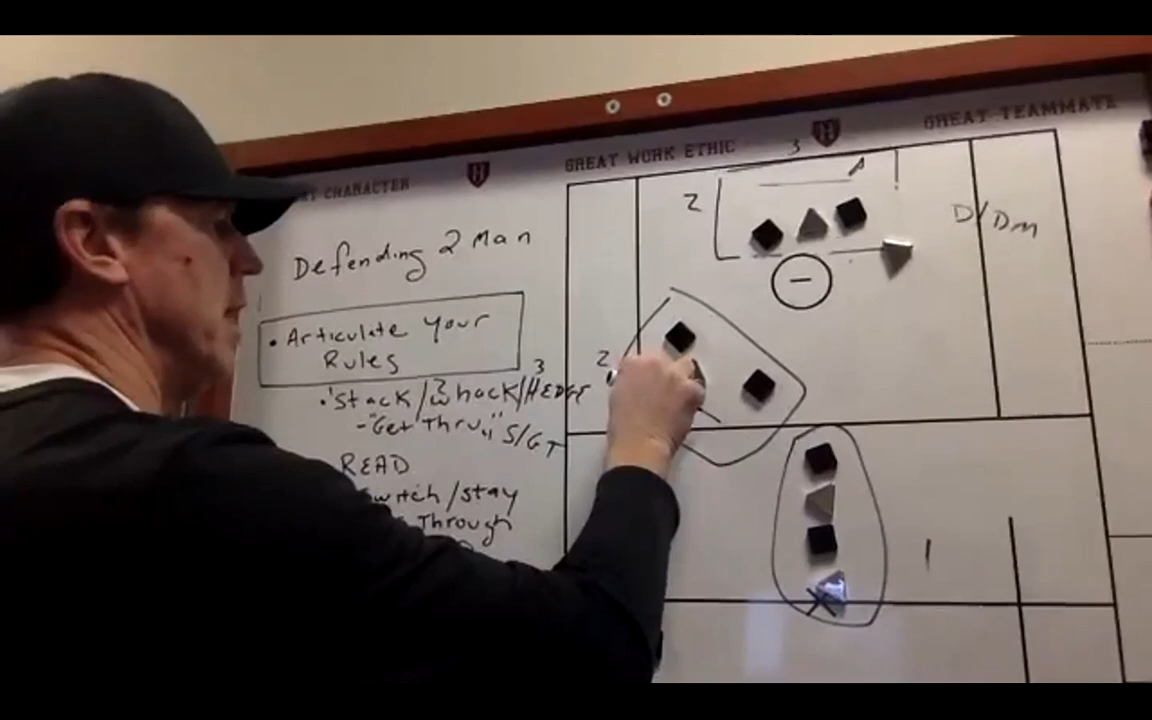 CHARACTER
GREAT WORK ETHIC
GREAT TEAMMATE
H
H
Defending 2 Man
• Articulate Your
Rules
• Stack/Whack/HEDGE
2
3
- "Get Thru" S/GT
READ
Switch/stay
Through
2
3
D/Dm
2
1